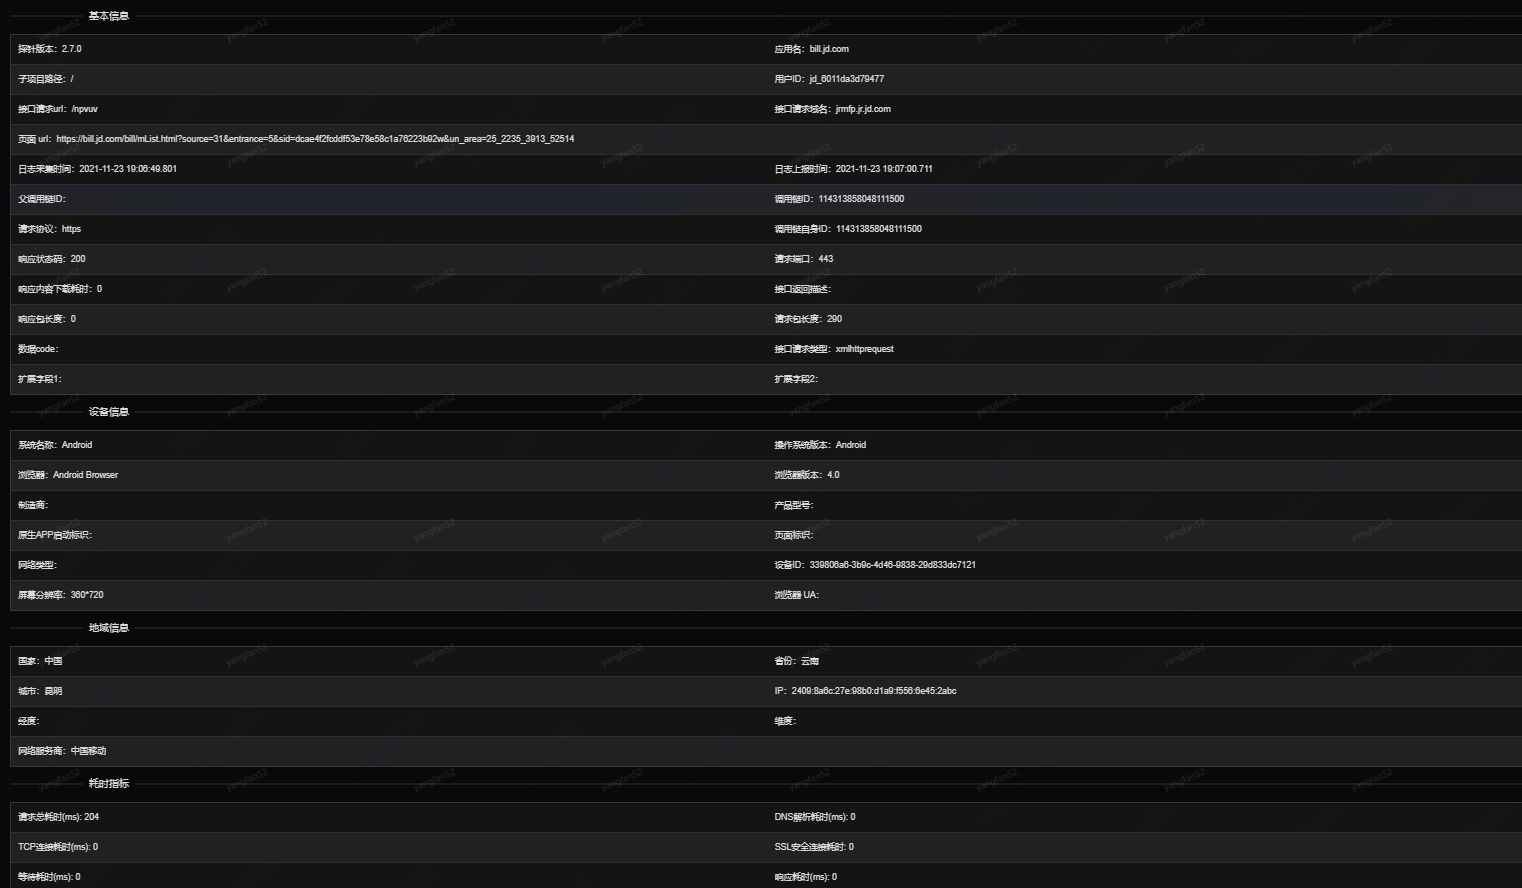 基本信息
探针版本：2.7.0 应用名：bill.jd.com
子项目路径：/ 用户ID：jd_6011da3d79477
接口请求url：/npvuv 接口请求域名：jrmfp.jr.jd.com
页面 url：https://bill.jd.com/bill/mList.html?source=31&entrance=5&sid=dcae4f2fcddf53e78e58c1a76223b92w&un_area=25_2235_3913_52514
日志采集时间：2021-11-23 19:06:49.801 日志上报时间：2021-11-23 19:07:00.711
父调用链ID： 调用链ID：114313858048111500
请求协议：https 调用链自身ID：114313858048111500
响应状态码：200 请求端口：443
响应内容下载耗时：0 接口返回描述：
响应包长度：0 请求包长度：290
数据code： 接口请求类型：xmlhttprequest
扩展字段1： 扩展字段2：
设备信息
系统名称：Android 操作系统版本：Android
浏览器：Android Browser 浏览器版本：4.0
制造商： 产品型号：
原生APP启动标识： 页面标识：
网络类型： 设备ID：339806a6-3b9c-4d46-9838-29d833dc7121
屏幕分辨率：360*720 浏览器 UA：
地域信息
国家：中国 省份：云南
城市：昆明 IP：2409:8a6c:27e:98b0:d1a9:f556:6e45:2abc
经度： 维度：
网络服务商：中国移动
耗时指标
请求总耗时(ms): 204 DNS解析耗时(ms): 0
TCP连接耗时(ms): 0 SSL安全连接耗时: 0
等待耗时(ms): 0 响应耗时(ms): 0
yangfan52